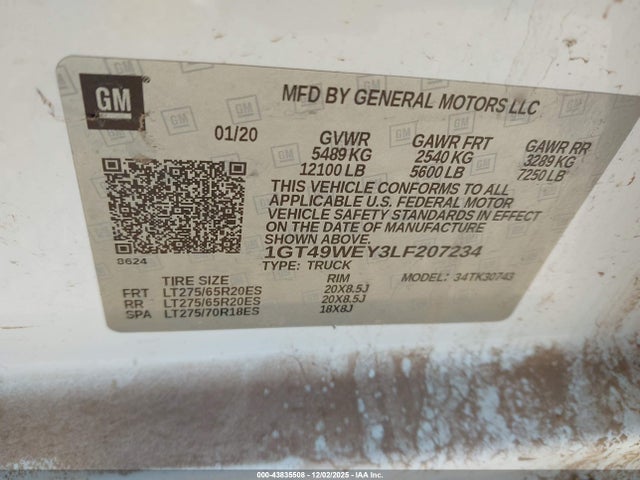 GM
MFD BY GENERAL MOTORS LLC
01/20 GVWR GAWR FRT GAWR RR
5489 KG 2540 KG 3289 KG
12100 LB 5600 LB 7250 LB
THIS VEHICLE CONFORMS TO ALL
APPLICABLE U.S. FEDERAL MOTOR
VEHICLE SAFETY STANDARDS IN EFFECT
ON THE DATE OF MANUFACTURE
SHOWN ABOVE.
8624
1GT49WEY3LF207234
TYPE: TRUCK MODEL: 34TK30743
TIRE SIZE RIM
FRT LT275/65R20ES 20X8.5J
RR LT275/65R20ES 20X8.5J
SPA LT275/70R18ES 18X8J
000-43835508 - 12/02/2025 - IAA Inc.